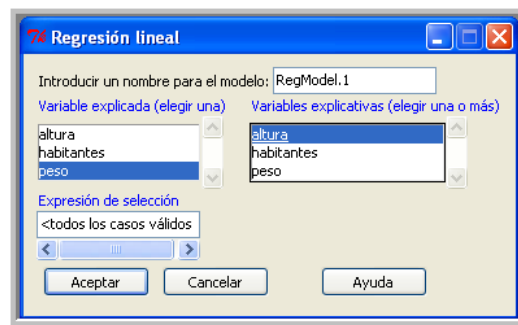 Regresión lineal
Introducir un nombre para el modelo: RegModel.1
Variable explicada (elegir una) Variables explicativas (elegir una o más)
altura altura
habitantes habitantes
peso peso
Expresión de selección
<todos los casos válidos
Aceptar Cancelar Ayuda